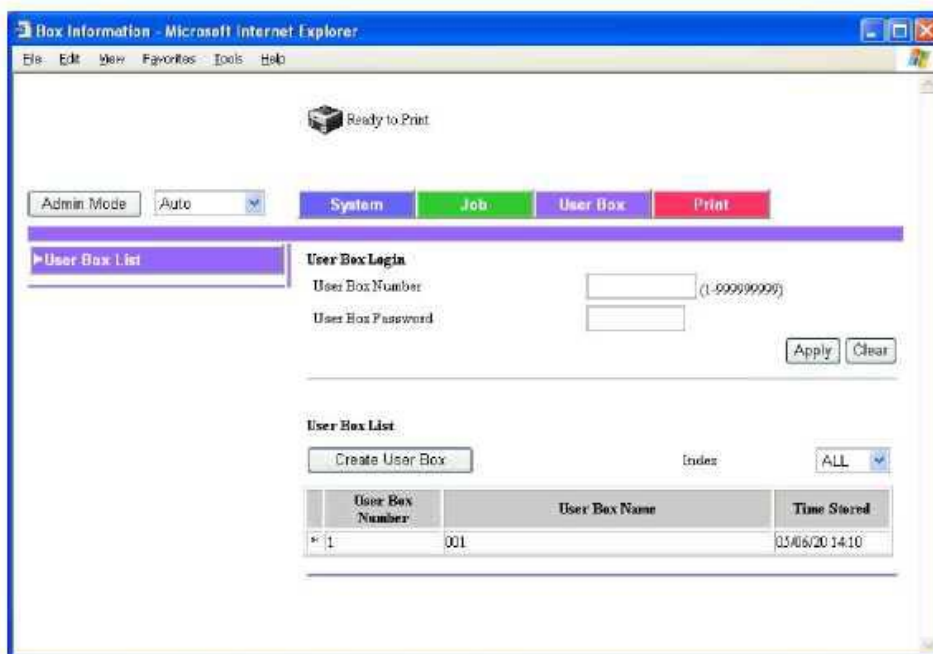 Box Information - Microsoft Internet Explorer
File Edit View Favorites Tools Help
Ready to Print
Admin Mode Auto System Job User Box Print
User Box List
User Box Login
User Box Number (1-999999999)
User Box Password
Apply Clear
User Box List
Create User Box Index ALL
User Box Number User Box Name Time Stored
* 1 001 05/06/20 14:10